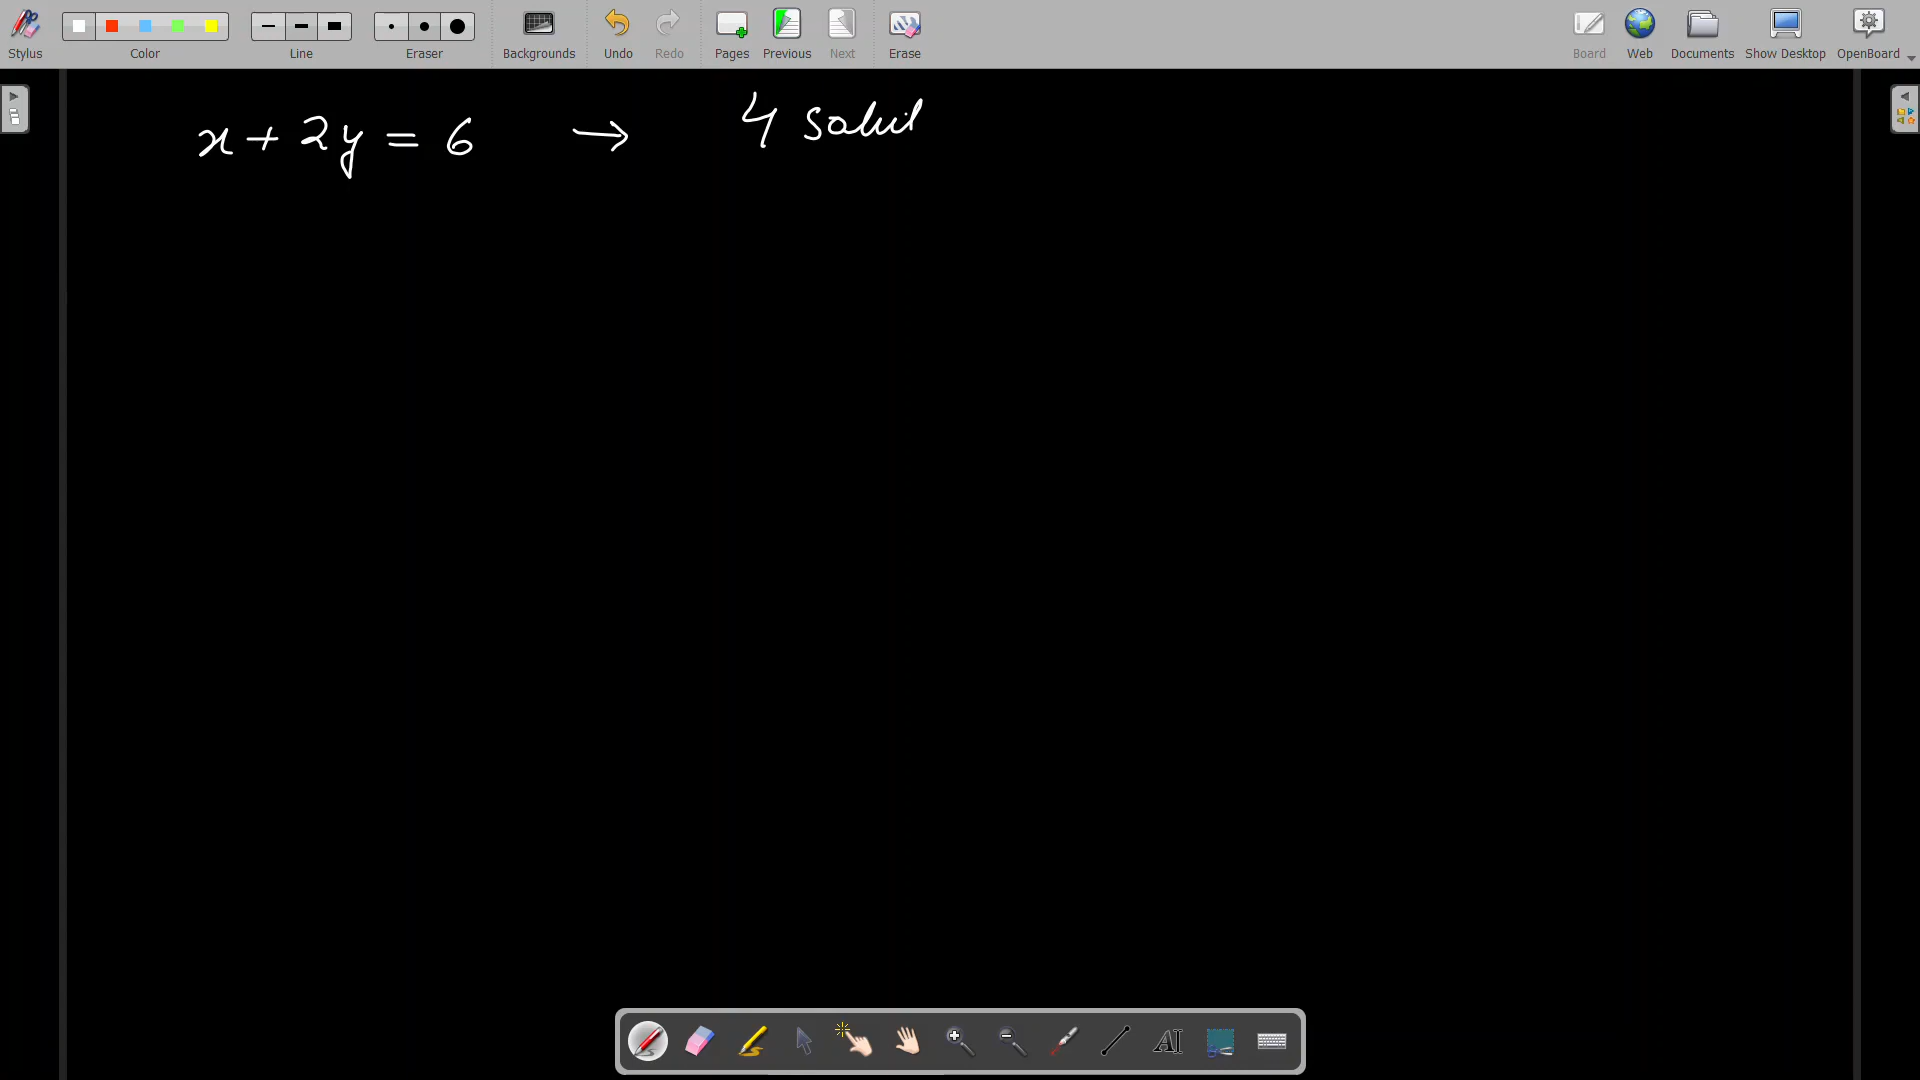 Stylus Color Line Eraser Backgrounds Undo Redo Pages Previous Next Erase Board Web Documents Show Desktop OpenBoard
x + 2y = 6 → 4 solut